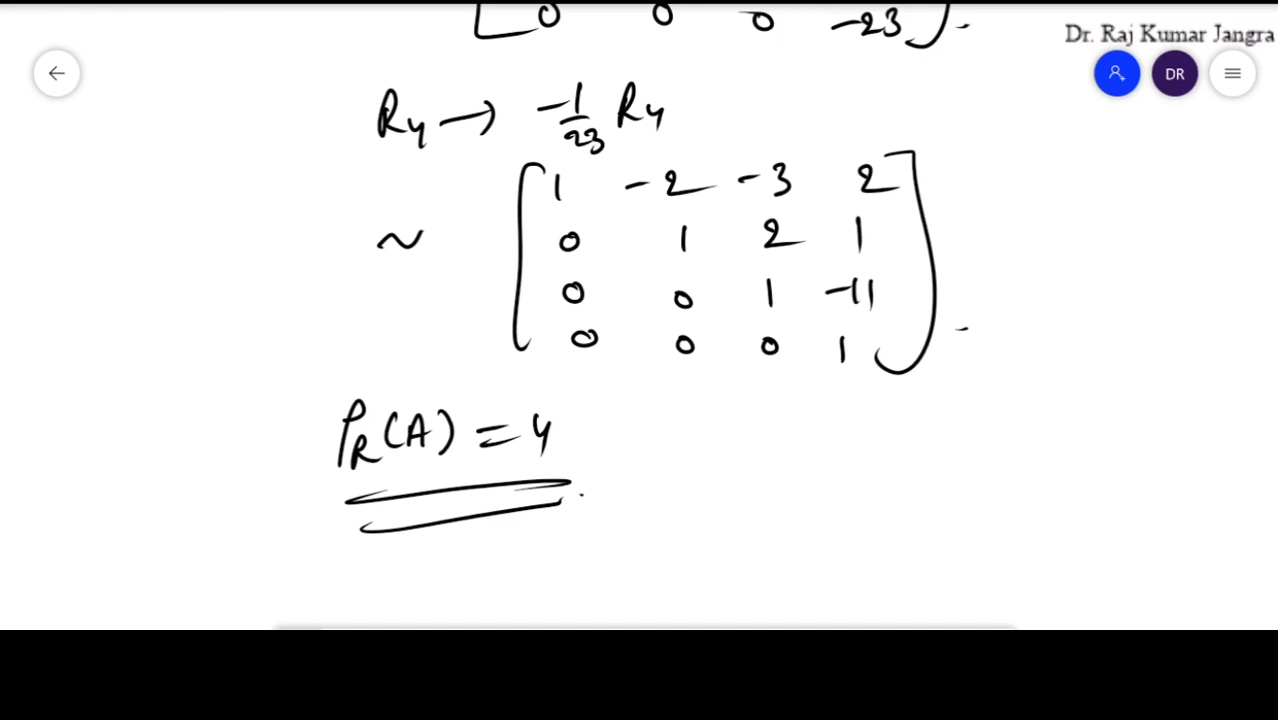 0 0 0 -23
Dr. Raj Kumar Jangra
DR
R4 → -1/23 R4
1 -2 -3 2
~ 0 1 2 1
0 0 1 -11
0 0 0 1
ρR(A) = 4